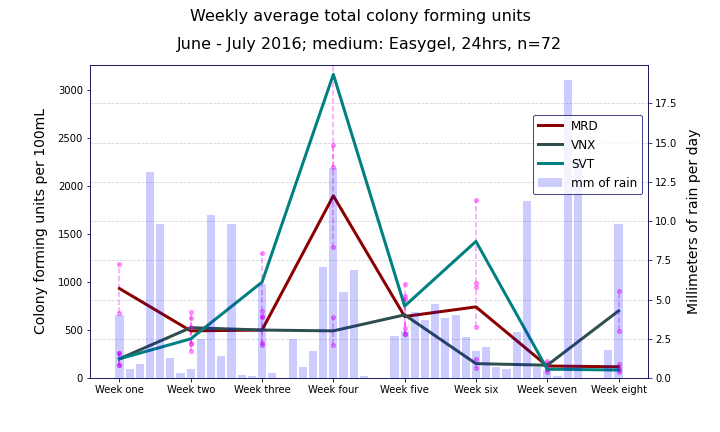 Weekly average total colony forming units
June - July 2016; medium: Easygel, 24hrs, n=72
Colony forming units per 100mL
3000
2500
2000
1500
1000
500
0
17.5
15.0
12.5
10.0
7.5
5.0
2.5
0.0
Millimeters of rain per day
MRD
VNX
SVT
mm of rain
Week one
Week two
Week three
Week four
Week five
Week six
Week seven
Week eight